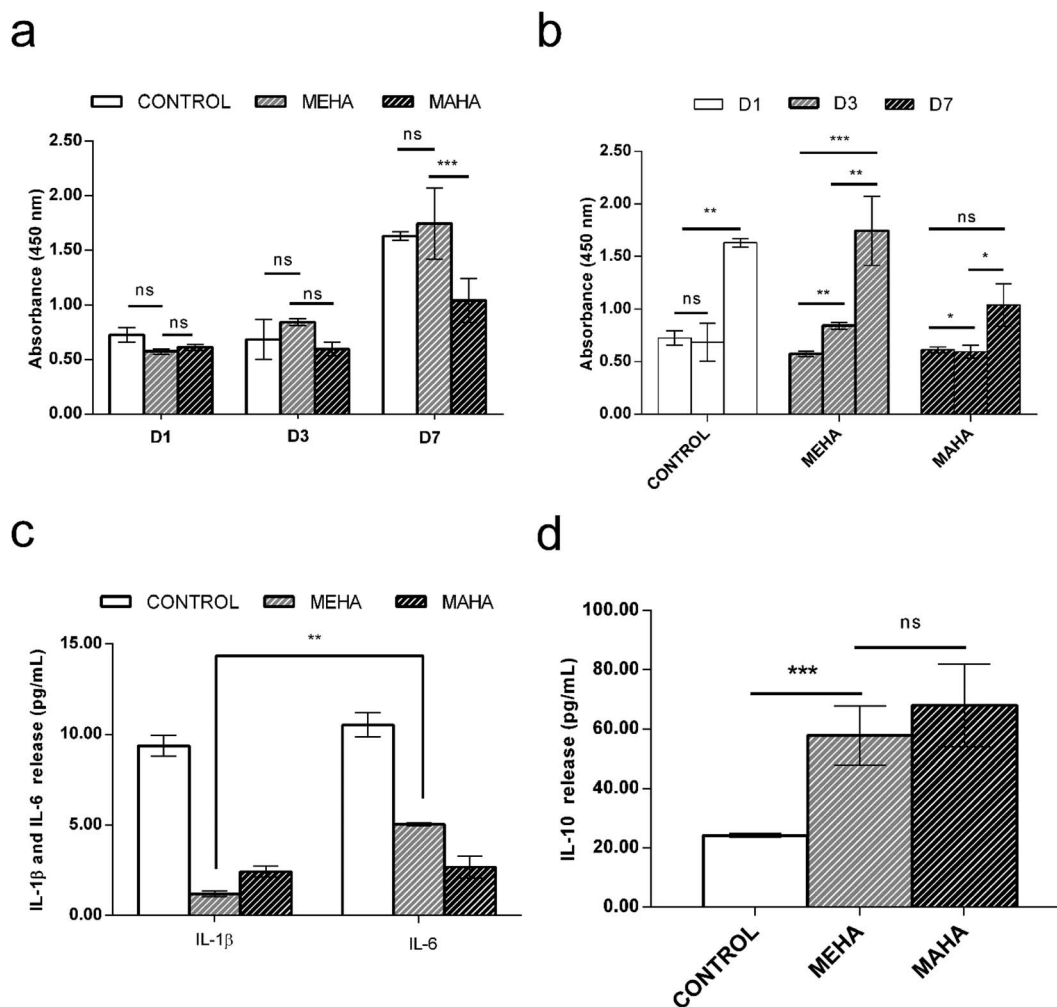 a
CONTROL MEHA MAHA
Absorbance (450 nm)
2.50
2.00
1.50
1.00
0.50
0.00
ns
ns
ns
ns
ns
***
D1 D3 D7
b
D1 D3 D7
Absorbance (450 nm)
2.50
2.00
1.50
1.00
0.50
0.00
ns
**
**
**
***
*
*
ns
CONTROL
MEHA
MAHA
c
CONTROL MEHA MAHA
IL-1β and IL-6 release (pg/mL)
15.00
10.00
5.00
0.00
**
IL-1β IL-6
d
IL-10 release (pg/mL)
100.00
80.00
60.00
40.00
20.00
0.00
***
ns
CONTROL
MEHA
MAHA